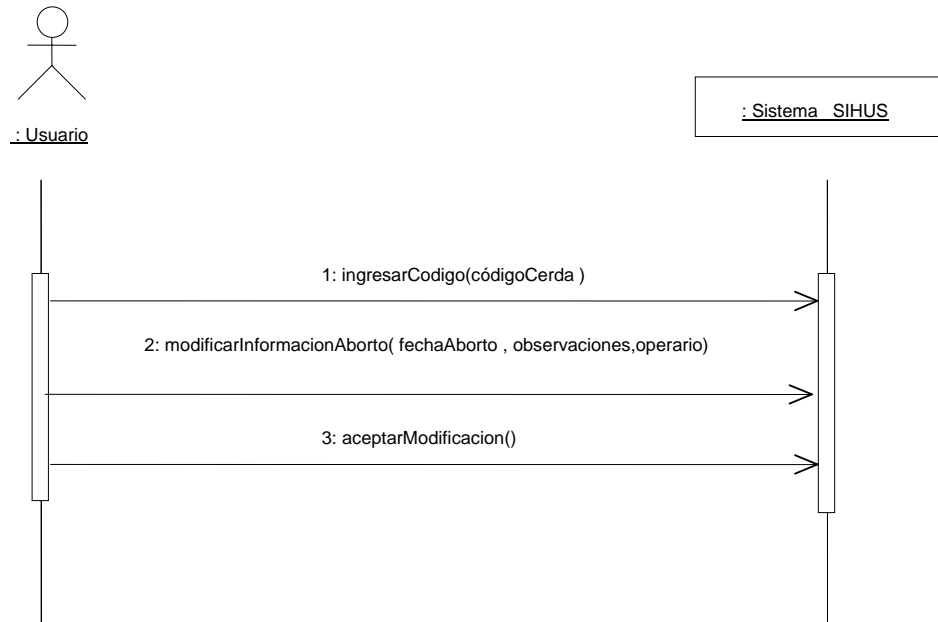 : Sistema SIHUS
: Usuario
1: ingresarCodigo(códigoCerda )
2: modificarInformacionAborto( fechaAborto , observaciones,operario)
3: aceptarModificacion()